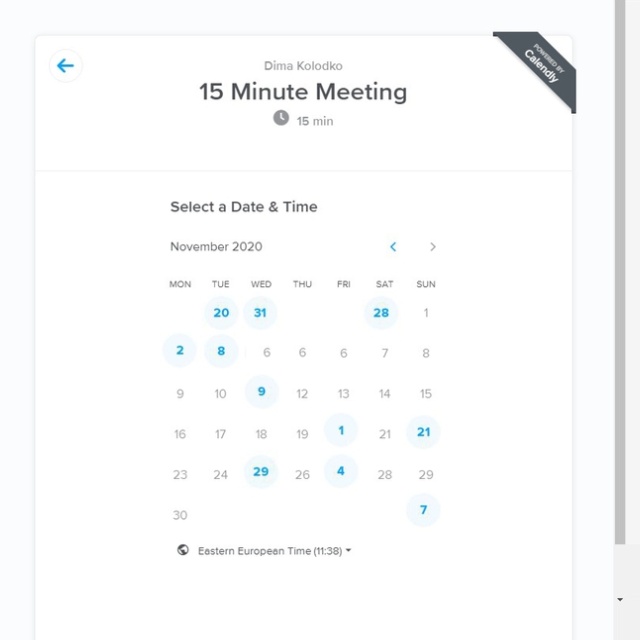 POWERED BY
Calendly
Dima Kolodko
15 Minute Meeting
15 min
Select a Date & Time
November 2020 < >
MON TUE WED THU FRI SAT SUN
20 31 28 1
2 8 6 6 6 7 8
9 10 9 12 13 14 15
16 17 18 19 1 21 21
23 24 29 26 4 28 29
30 7
Eastern European Time (11:38)